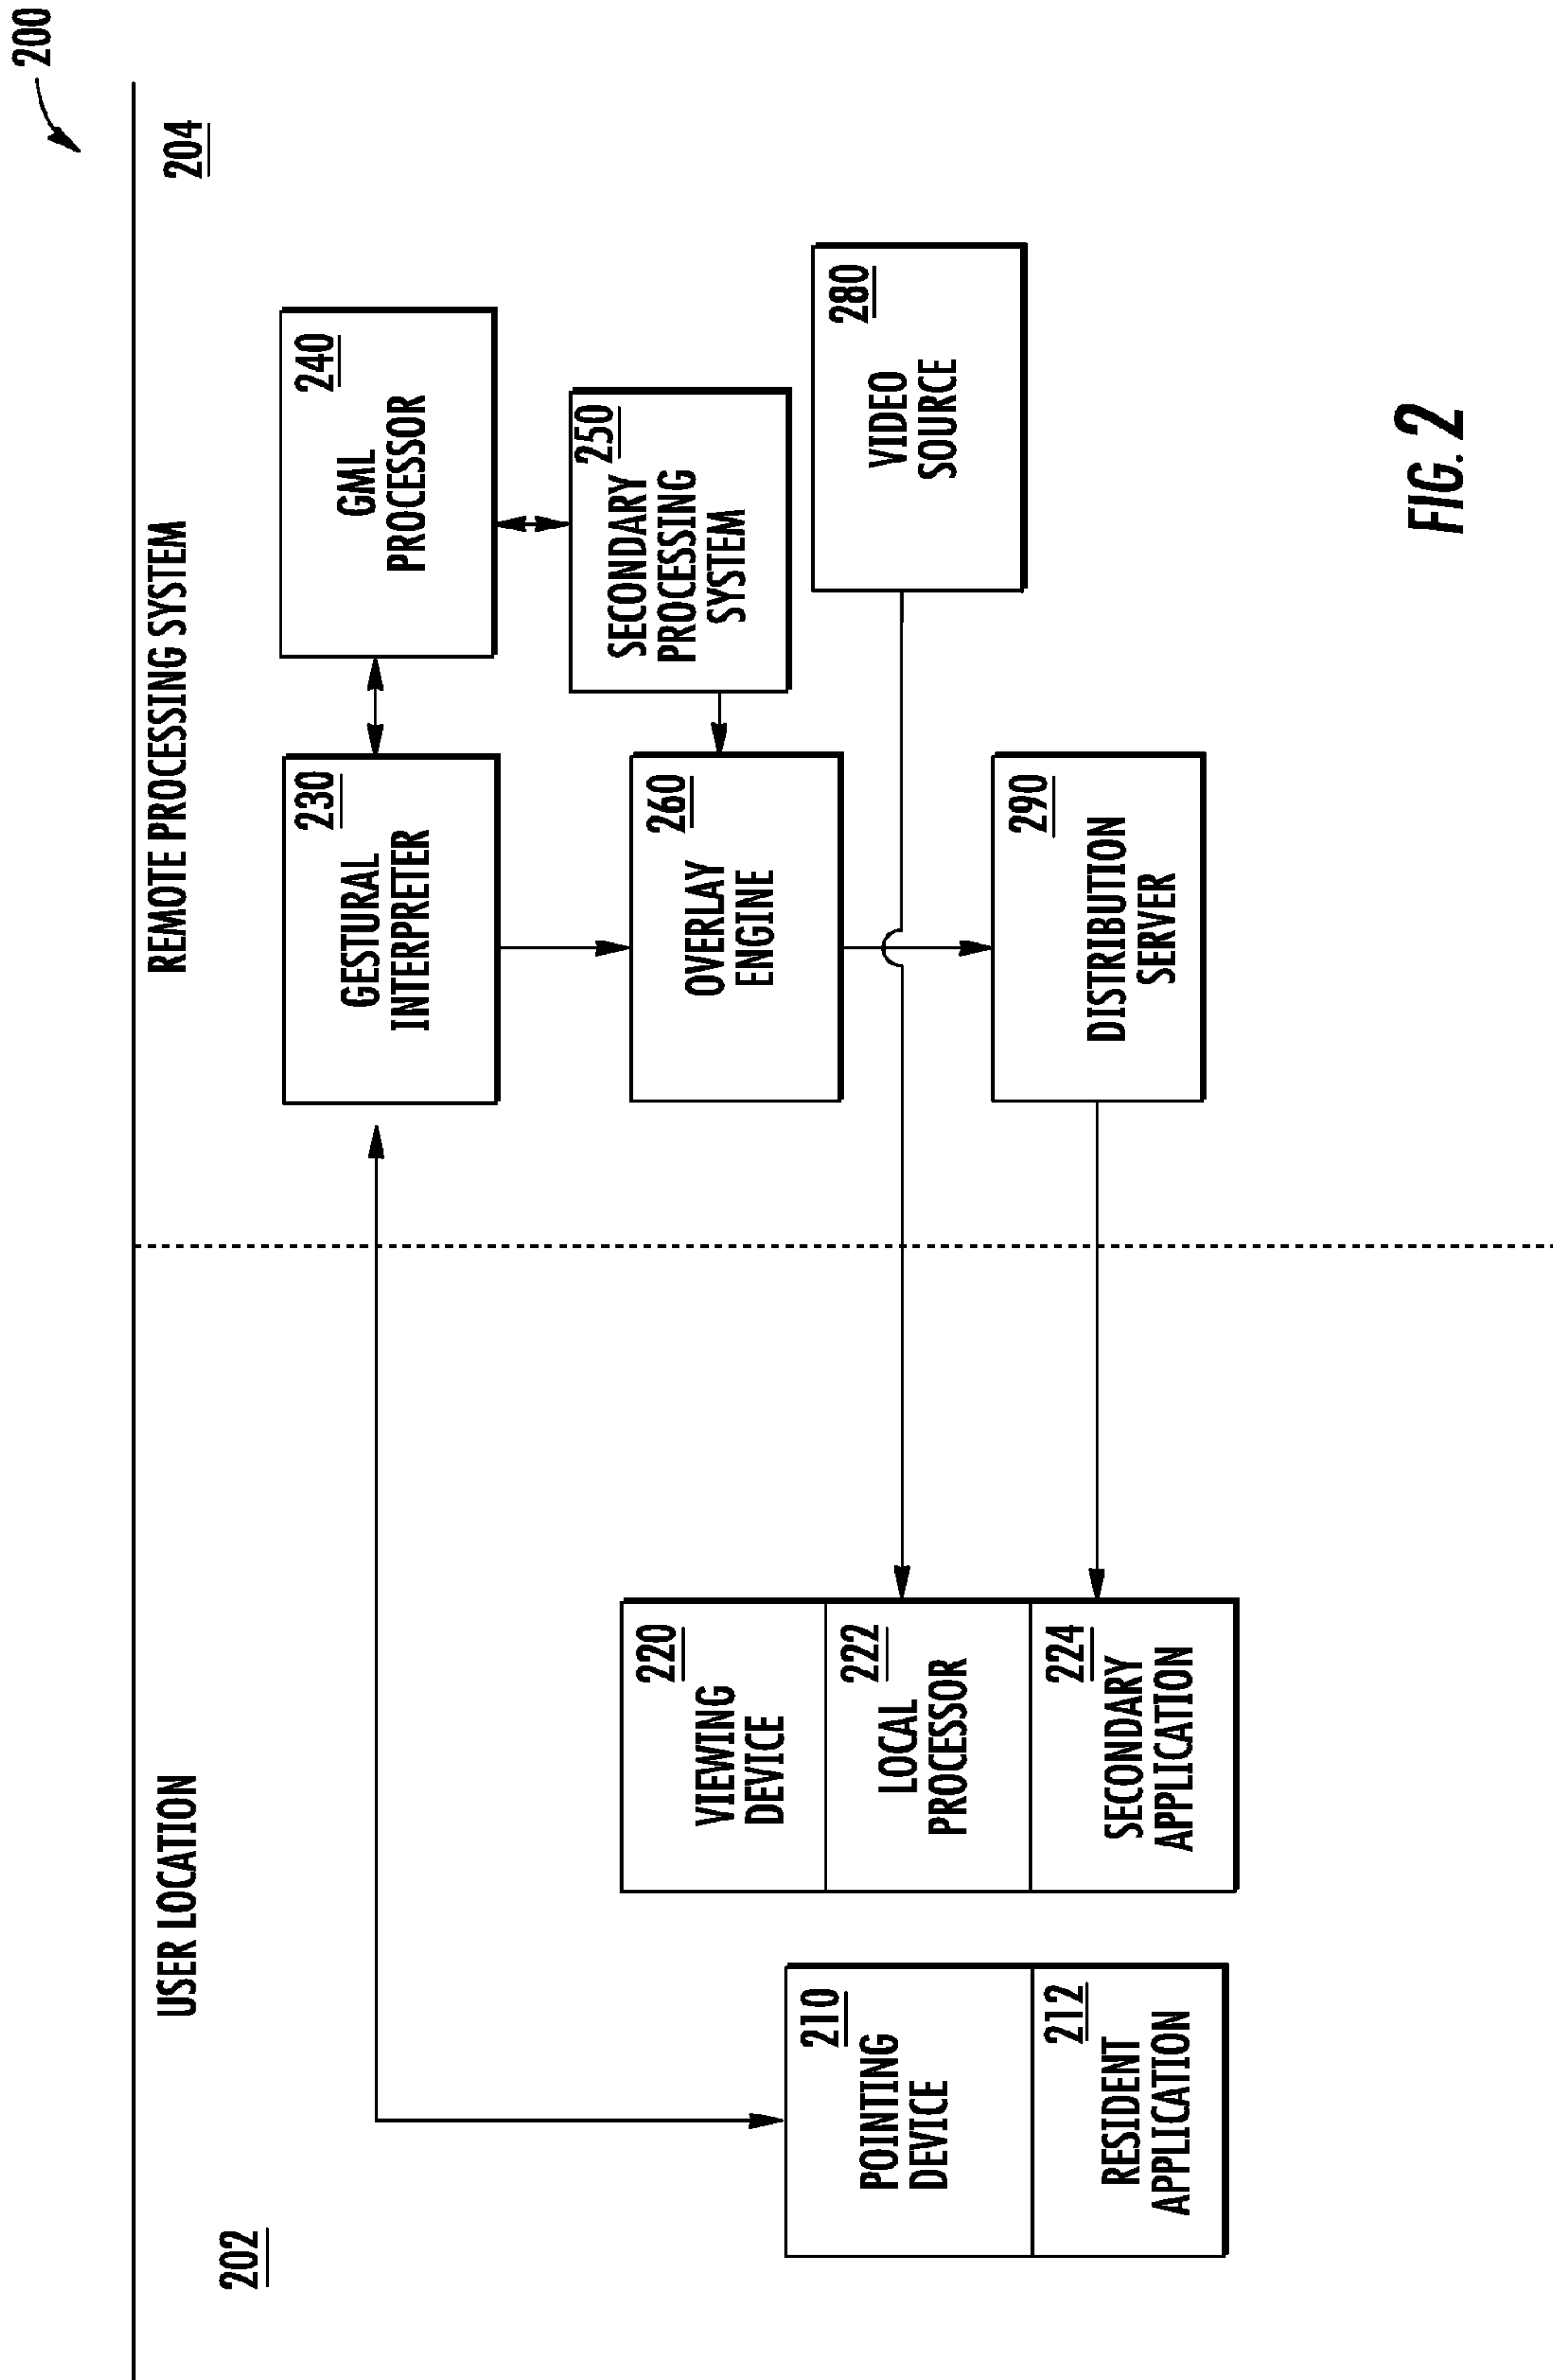 200
USER LOCATION
REMOTE PROCESSING SYSTEM
202
204
210
POINTING
DEVICE
212
RESIDENT
APPLICATION
220
VIEWING
DEVICE
222
LOCAL
PROCESSOR
224
SECONDARY
APPLICATION
230
GESTURAL
INTERPRETER
240
GML
PROCESSOR
250
SECONDARY
PROCESSING
SYSTEM
260
OVERLAY
ENGINE
280
VIDEO
SOURCE
290
DISTRIBUTION
SERVER
FIG. 2